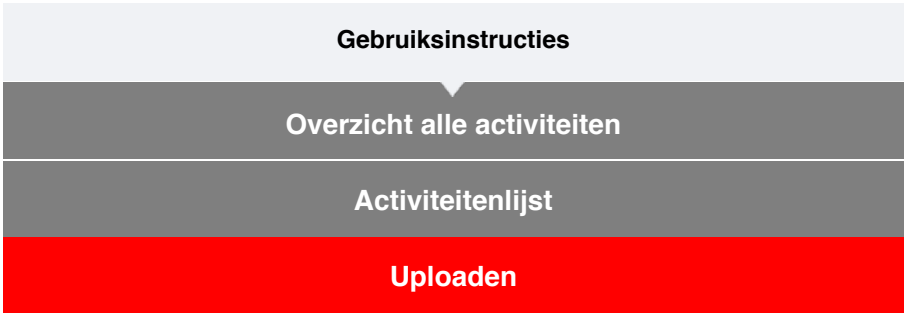 Gebruiksinstructies
Overzicht alle activiteiten
Activiteitenlijst
Uploaden